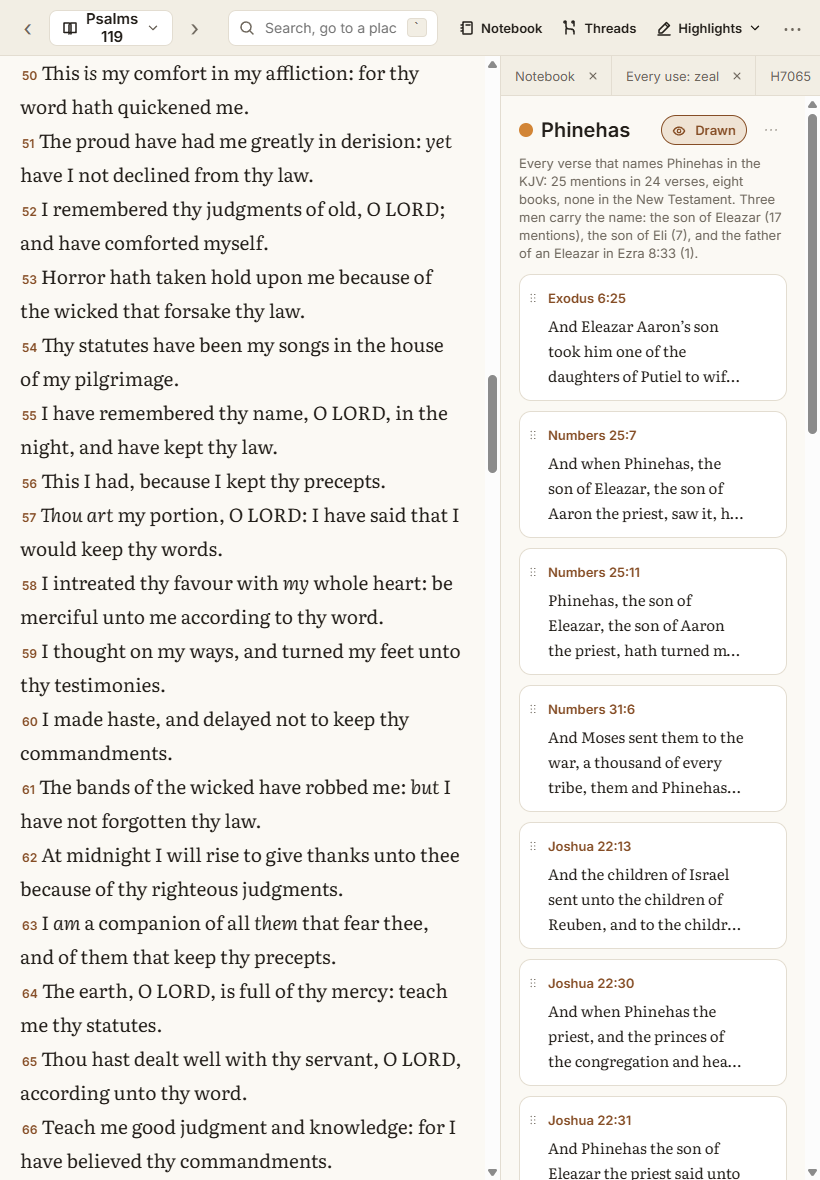 Psalms 119
Search, go to a plac
`
Notebook
Threads
Highlights
50 This is my comfort in my affliction: for thy
word hath quickened me.
51 The proud have had me greatly in derision: yet
have I not declined from thy law.
52 I remembered thy judgments of old, O LORD;
and have comforted myself.
53 Horror hath taken hold upon me because of
the wicked that forsake thy law.
54 Thy statutes have been my songs in the house
of my pilgrimage.
55 I have remembered thy name, O LORD, in the
night, and have kept thy law.
56 This I had, because I kept thy precepts.
57 Thou art my portion, O LORD: I have said that I
would keep thy words.
58 I intreated thy favour with my whole heart: be
merciful unto me according to thy word.
59 I thought on my ways, and turned my feet unto
thy testimonies.
60 I made haste, and delayed not to keep thy
commandments.
61 The bands of the wicked have robbed me: but I
have not forgotten thy law.
62 At midnight I will rise to give thanks unto thee
because of thy righteous judgments.
63 I am a companion of all them that fear thee,
and of them that keep thy precepts.
64 The earth, O LORD, is full of thy mercy: teach
me thy statutes.
65 Thou hast dealt well with thy servant, O LORD,
according unto thy word.
66 Teach me good judgment and knowledge: for I
have believed thy commandments.
Notebook ×
Every use: zeal ×
H7065
Phinehas
Drawn
Every verse that names Phinehas in the
KJV: 25 mentions in 24 verses, eight
books, none in the New Testament. Three
men carry the name: the son of Eleazar (17
mentions), the son of Eli (7), and the father
of an Eleazar in Ezra 8:33 (1).
Exodus 6:25
And Eleazar Aaron’s son
took him one of the
daughters of Putiel to wif…
Numbers 25:7
And when Phinehas, the
son of Eleazar, the son of
Aaron the priest, saw it, h…
Numbers 25:11
Phinehas, the son of
Eleazar, the son of Aaron
the priest, hath turned m…
Numbers 31:6
And Moses sent them to the
war, a thousand of every
tribe, them and Phinehas…
Joshua 22:13
And the children of Israel
sent unto the children of
Reuben, and to the childr…
Joshua 22:30
And when Phinehas the
priest, and the princes of
the congregation and hea…
Joshua 22:31
And Phinehas the son of
Eleazar the priest said unto